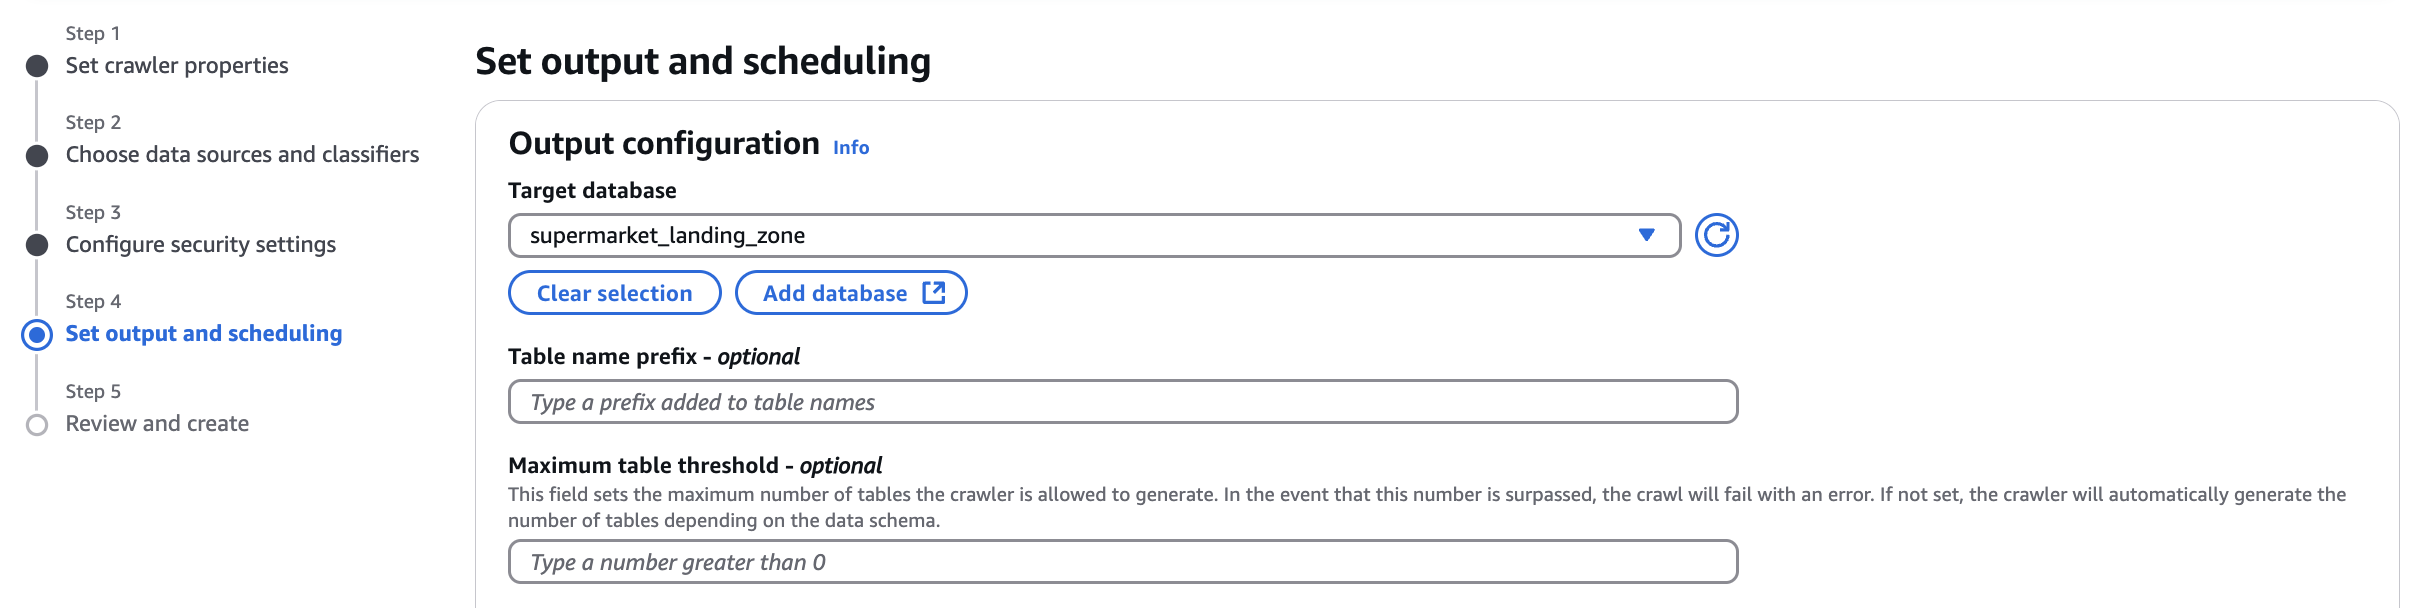 Step 1
Set crawler properties
Step 2
Choose data sources and classifiers
Step 3
Configure security settings
Step 4
Set output and scheduling
Step 5
Review and create
Set output and scheduling
Output configuration Info
Target database
supermarket_landing_zone
Clear selection Add database
Table name prefix - optional
Type a prefix added to table names
Maximum table threshold - optional
This field sets the maximum number of tables the crawler is allowed to generate. In the event that this number is surpassed, the crawl will fail with an error. If not set, the crawler will automatically generate the
number of tables depending on the data schema.
Type a number greater than 0